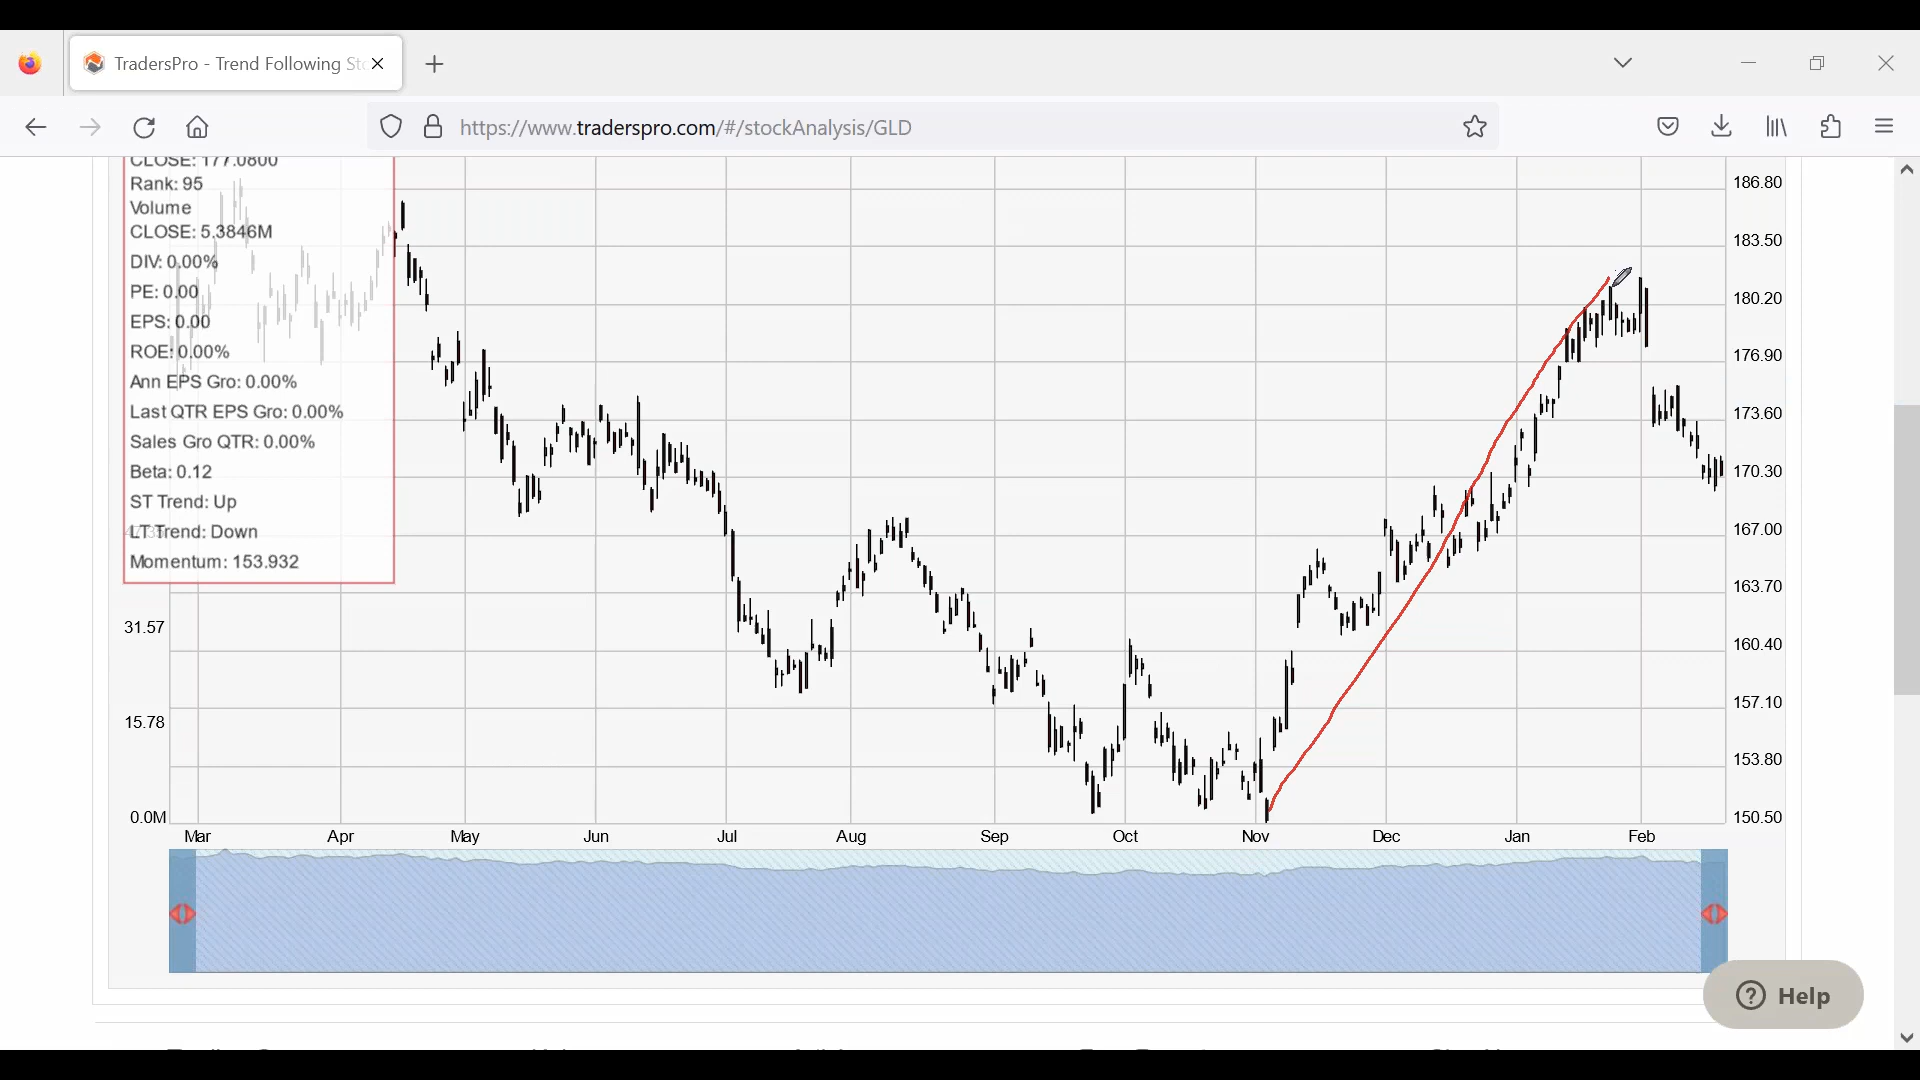 TradersPro - Trend Following Sto
https://www.traderspro.com/#/stockAnalysis/GLD
CLOSE: 177.0800
Rank: 95
Volume
CLOSE: 5.3846M
DIV: 0.00%
PE: 0.00
EPS: 0.00
ROE: 0.00%
Ann EPS Gro: 0.00%
Last QTR EPS Gro: 0.00%
Sales Gro QTR: 0.00%
Beta: 0.12
ST Trend: Up
LT Trend: Down
Momentum: 153.932
31.57
15.78
0.0M
186.80
183.50
180.20
176.90
173.60
170.30
167.00
163.70
160.40
157.10
153.80
150.50
Mar Apr May Jun Jul Aug Sep Oct Nov Dec Jan Feb
Help